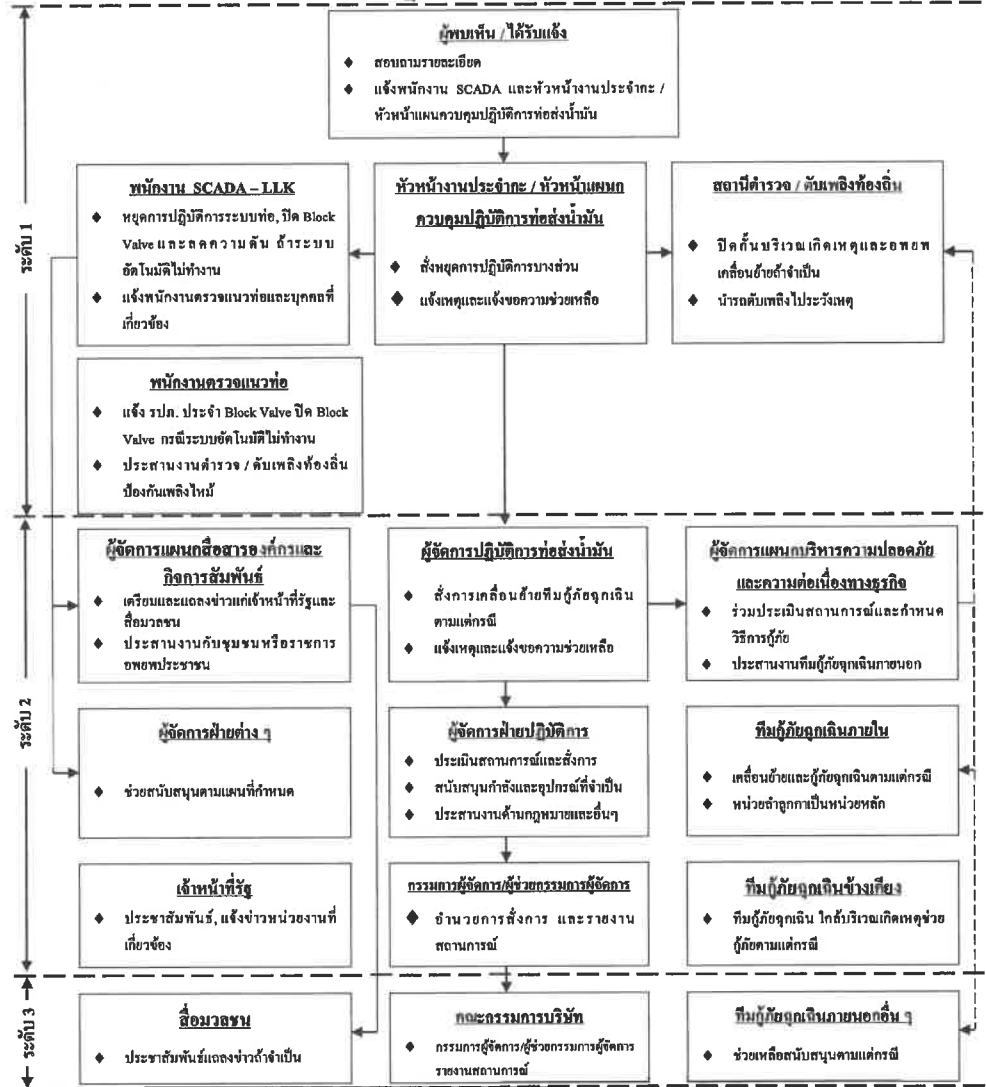 ระดับ 1
ผู้พบเห็น / ได้รับแจ้ง
◆ สอบถามรายละเอียด
◆ แจ้งพนักงาน SCADA และหัวหน้างานประจำกะ /
หัวหน้าแผนควบคุมปฏิบัติการท่อส่งน้ำมัน
พนักงาน SCADA – LLK
◆ หยุดการปฏิบัติการระบบท่อ, ปิด Block
Valve และลดความดัน ถ้าระบบ
อัตโนมัติไม่ทำงาน
◆ แจ้งพนักงานตรวจแนวท่อและบุคคลที่
เกี่ยวข้อง
หัวหน้างานประจำกะ / หัวหน้าแผนก
ควบคุมปฏิบัติการท่อส่งน้ำมัน
◆ สั่งหยุดการปฏิบัติการบางส่วน
◆ แจ้งเหตุและแจ้งขอความช่วยเหลือ
สถานีตำรวจ / ดับเพลิงท้องถิ่น
◆ ปิดกั้นบริเวณเกิดเหตุและอพยพ
เคลื่อนย้ายถ้าจำเป็น
◆ นำรถดับเพลิงไประวังเหตุ
พนักงานตรวจแนวท่อ
◆ แจ้ง รปภ. ประจำ Block Valve ปิด Block
Valve กรณีระบบอัตโนมัติไม่ทำงาน
◆ ประสานงานตำรวจ / ดับเพลิงท้องถิ่น
ป้องกันเพลิงไหม้
ระดับ 2
ผู้จัดการแผนกสื่อสารองค์กรและ
กิจการสัมพันธ์
◆ เตรียมและแถลงข่าวแก่เจ้าหน้าที่รัฐและ
สื่อมวลชน
◆ ประสานงานกับชุมชนหรือราชการ
อพยพประชาชน
ผู้จัดการปฏิบัติการท่อส่งน้ำมัน
◆ สั่งการเคลื่อนย้ายทีมกู้ภัยฉุกเฉิน
ตามแต่กรณี
◆ แจ้งเหตุและแจ้งขอความช่วยเหลือ
ผู้จัดการแผนกบริหารความปลอดภัย
และความต่อเนื่องทางธุรกิจ
◆ ร่วมประเมินสถานการณ์และกำหนด
วิธีการกู้ภัย
◆ ประสานงานทีมกู้ภัยฉุกเฉินภายนอก
ผู้จัดการฝ่ายต่าง ๆ
◆ ช่วยสนับสนุนตามแผนที่กำหนด
ผู้จัดการฝ่ายปฏิบัติการ
◆ ประเมินสถานการณ์และสั่งการ
◆ สนับสนุนกำลังและอุปกรณ์ที่จำเป็น
◆ ประสานงานด้านกฎหมายและอื่นๆ
ทีมกู้ภัยฉุกเฉินภายใน
◆ เคลื่อนย้ายและกู้ภัยฉุกเฉินตามแต่กรณี
◆ หน่วยลำลูกกาเป็นหน่วยหลัก
เจ้าหน้าที่รัฐ
◆ ประชาสัมพันธ์, แจ้งข่าวหน่วยงานที่
เกี่ยวข้อง
กรรมการผู้จัดการ/ผู้ช่วยกรรมการผู้จัดการ
◆ อำนวยการสั่งการ และรายงาน
สถานการณ์
ทีมกู้ภัยฉุกเฉินข้างเคียง
◆ ทีมกู้ภัยฉุกเฉิน ใกล้บริเวณเกิดเหตุช่วย
กู้ภัยตามแต่กรณี
ระดับ 3
สื่อมวลชน
◆ ประชาสัมพันธ์แถลงข่าวถ้าจำเป็น
คณะกรรมการบริษัท
◆ กรรมการผู้จัดการ/ผู้ช่วยกรรมการผู้จัดการ
รายงานสถานการณ์
ทีมกู้ภัยฉุกเฉินภายนอกอื่น ๆ
◆ ช่วยเหลือสนับสนุนตามแต่กรณี